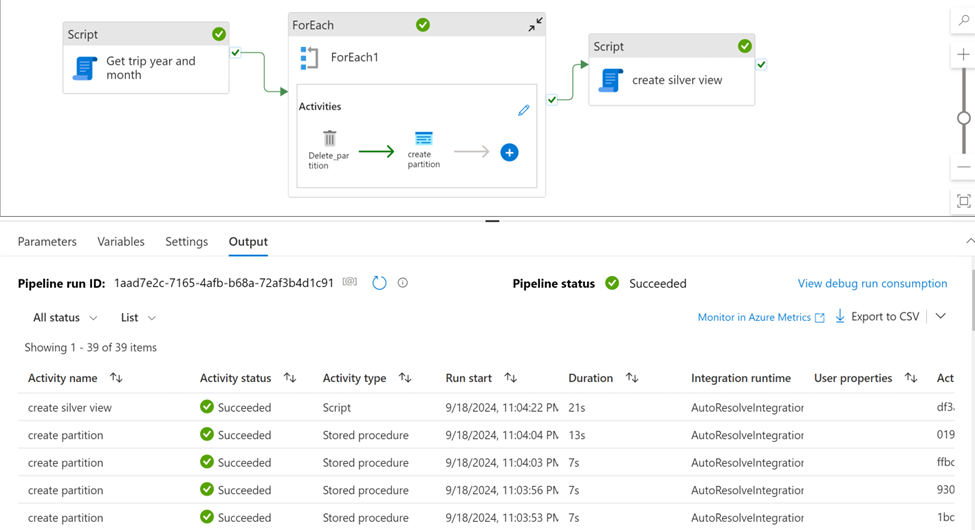 Script
Get trip year and
month
ForEach
ForEach1
Activities
Delete_par
tition
create
partition
Script
create silver view
Parameters Variables Settings Output
Pipeline run ID: 1aad7e2c-7165-4afb-b68a-72af3b4d1c91 [@] Pipeline status Succeeded View debug run consumption
All status List Monitor in Azure Metrics Export to CSV
Showing 1 - 39 of 39 items
Activity name Activity status Activity type Run start Duration Integration runtime User properties Act
create silver view Succeeded Script 9/18/2024, 11:04:22 PM 21s AutoResolveIntegration df3
create partition Succeeded Stored procedure 9/18/2024, 11:04:04 PM 13s AutoResolveIntegration 019
create partition Succeeded Stored procedure 9/18/2024, 11:04:03 PM 7s AutoResolveIntegration ffbc
create partition Succeeded Stored procedure 9/18/2024, 11:03:56 PM 7s AutoResolveIntegration 930
create partition Succeeded Stored procedure 9/18/2024, 11:03:53 PM 7s AutoResolveIntegration 1bc